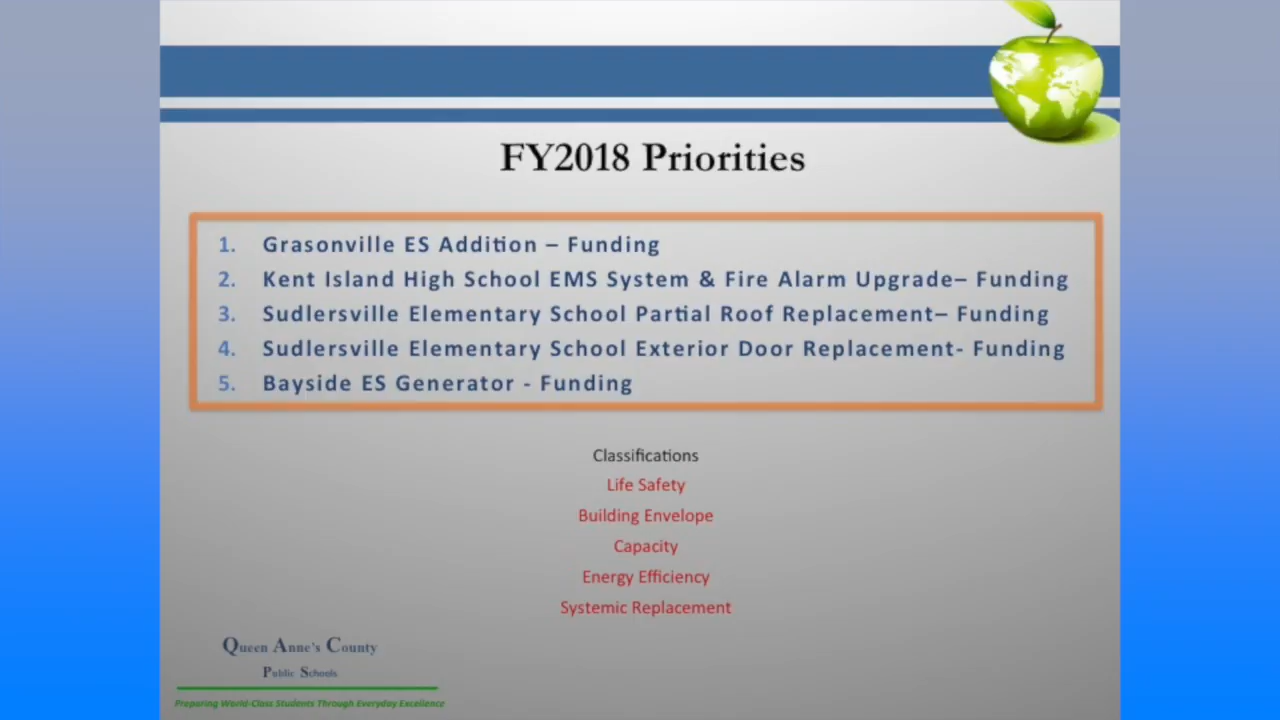 FY2018 Priorities
1. Grasonville ES Addition – Funding
2. Kent Island High School EMS System & Fire Alarm Upgrade– Funding
3. Sudlersville Elementary School Partial Roof Replacement– Funding
4. Sudlersville Elementary School Exterior Door Replacement- Funding
5. Bayside ES Generator - Funding
Classifications
Life Safety
Building Envelope
Capacity
Energy Efficiency
Systemic Replacement
Queen Anne's County
Public Schools
Preparing World-Class Students Through Everyday Excellence